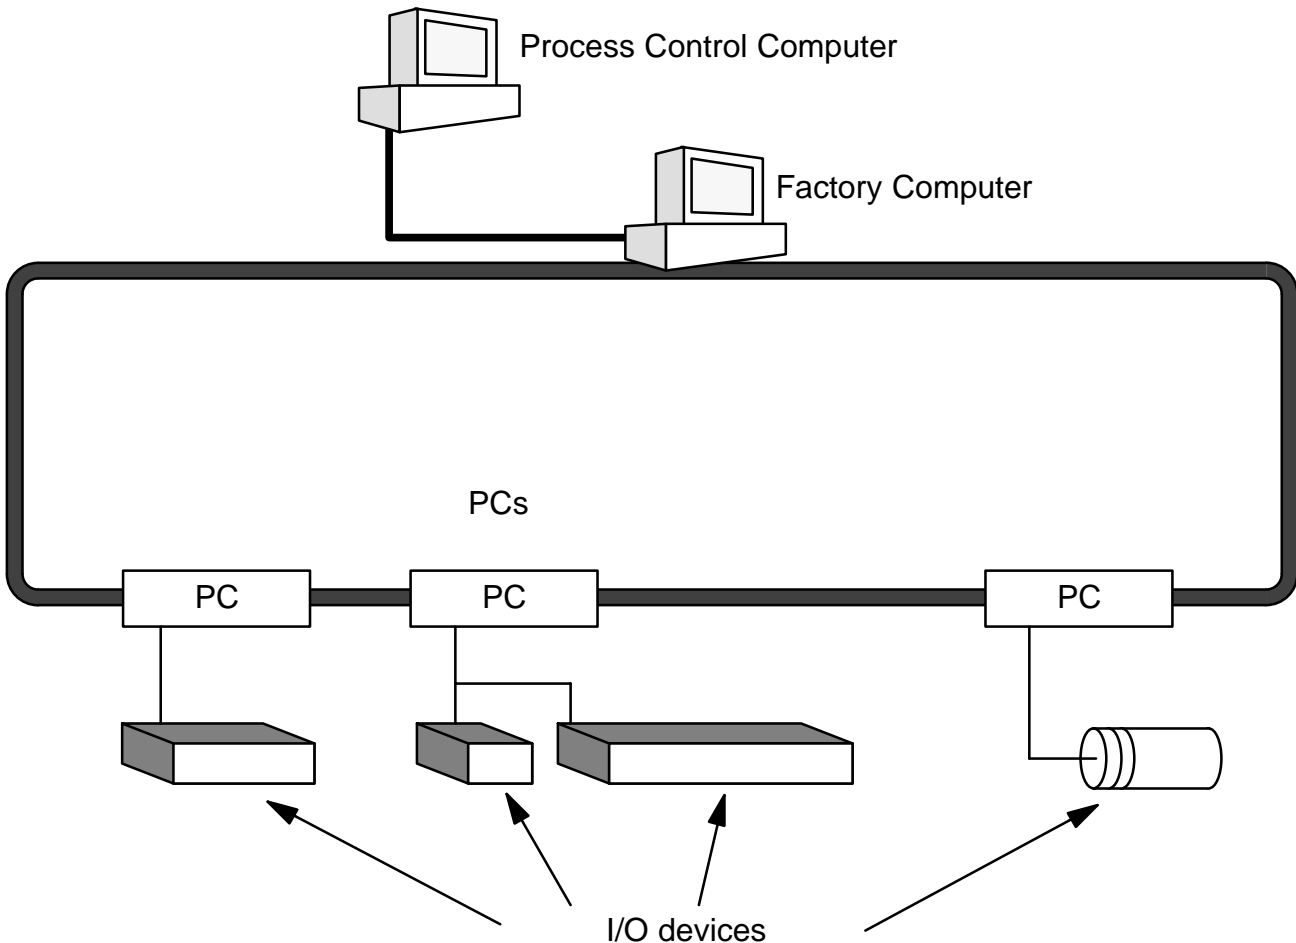 Process Control Computer
Factory Computer
PCs
PC
PC
PC
I/O devices